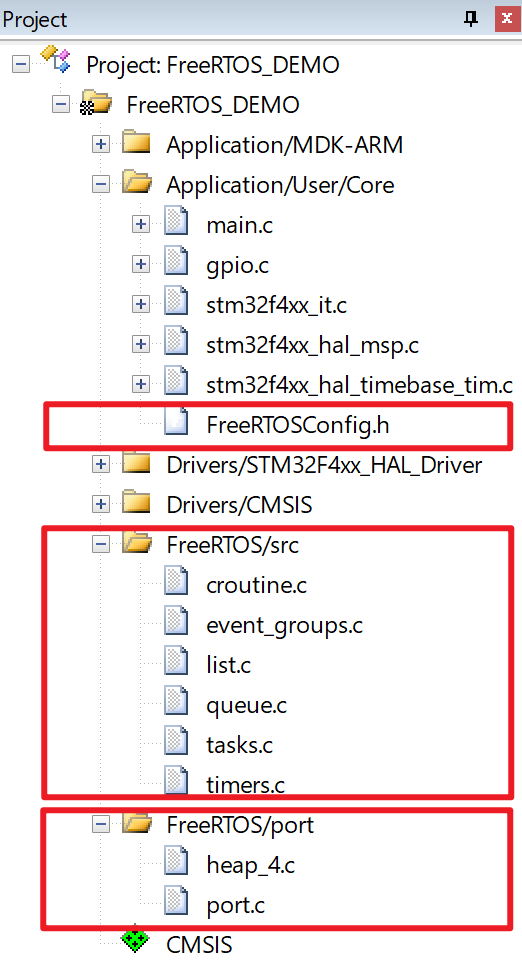 Project
Project: FreeRTOS_DEMO
FreeRTOS_DEMO
Application/MDK-ARM
Application/User/Core
main.c
gpio.c
stm32f4xx_it.c
stm32f4xx_hal_msp.c
stm32f4xx_hal_timebase_tim.c
FreeRTOSConfig.h
Drivers/STM32F4xx_HAL_Driver
Drivers/CMSIS
FreeRTOS/src
croutine.c
event_groups.c
list.c
queue.c
tasks.c
timers.c
FreeRTOS/port
heap_4.c
port.c
CMSIS